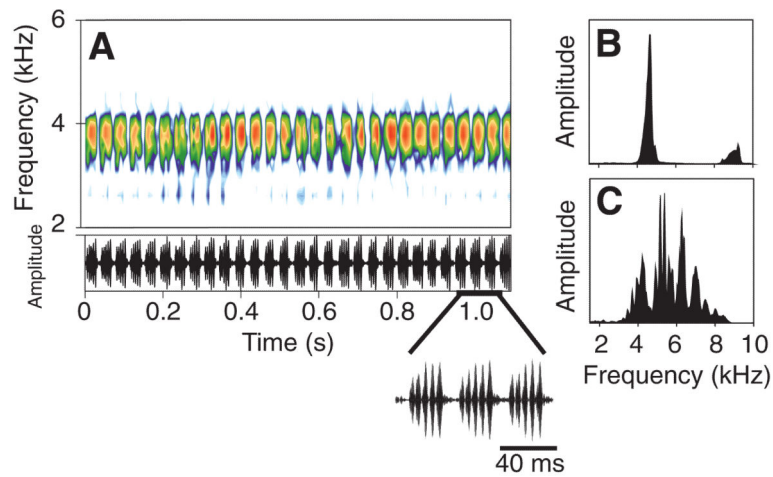 A
Frequency (kHz)
6
4
2
Amplitude
0 0.2 0.4 0.6 0.8 1.0
Time (s)
40 ms
B
Amplitude
C
Amplitude
2 4 6 8 10
Frequency (kHz)